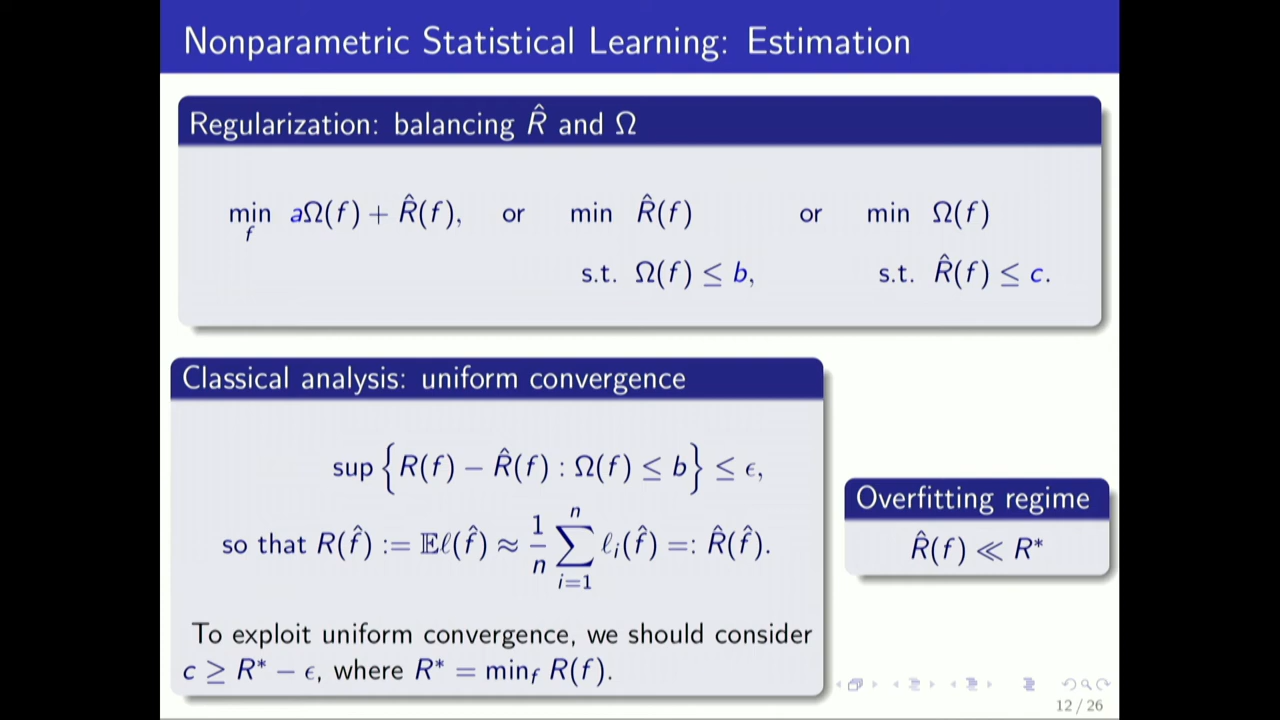 Nonparametric Statistical Learning: Estimation
Regularization: balancing R̂ and Ω
min_f aΩ(f) + R̂(f), or min R̂(f) or min Ω(f)
s.t. Ω(f) ≤ b, s.t. R̂(f) ≤ c.
Classical analysis: uniform convergence
sup {R(f) − R̂(f) : Ω(f) ≤ b} ≤ ϵ,
so that R(f̂) := 𝔼ℓ(f̂) ≈ 1/n ∑_{i=1}^{n} ℓ_i(f̂) =: R̂(f̂).
To exploit uniform convergence, we should consider
c ≥ R* − ϵ, where R* = min_f R(f).
Overfitting regime
R̂(f) ≪ R*
12 / 26